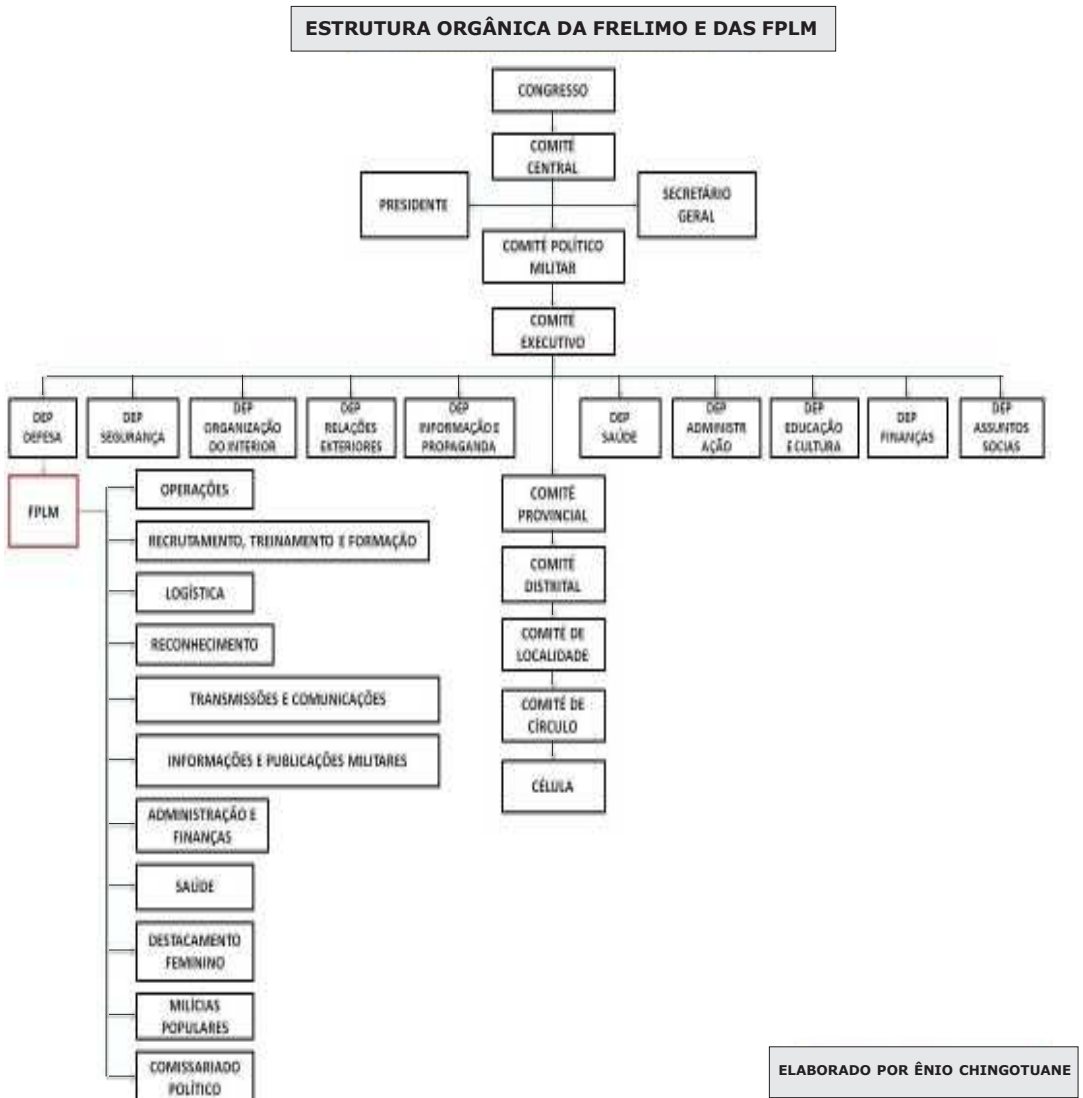 ESTRUTURA ORGÂNICA DA FRELIMO E DAS FPLM
CONGRESSO
COMITÉ
CENTRAL
PRESIDENTE
SECRETÁRIO
GERAL
COMITÉ POLÍTICO
MILITAR
COMITÉ
EXECUTIVO
DEP
DEFESA
DEP
SEGURANÇA
DEP
ORGANIZAÇÃO
DO INTERIOR
DEP
RELAÇÕES
EXTERIORES
DEP
INFORMAÇÃO E
PROPAGANDA
DEP
SAÚDE
DEP
ADMINISTR
AÇÃO
DEP
EDUCAÇÃO
E CULTURA
DEP
FINANÇAS
DEP
ASSUNTOS
SOCIAS
FPLM
OPERAÇÕES
RECRUTAMENTO, TREINAMENTO E FORMAÇÃO
LOGÍSTICA
RECONHECIMENTO
TRANSMISSÕES E COMUNICAÇÕES
INFORMAÇÕES E PUBLICAÇÕES MILITARES
ADMINISTRAÇÃO E
FINANÇAS
SAÚDE
DESTACAMENTO
FEMININO
MILÍCIAS
POPULARES
COMISSARIADO
POLÍTICO
COMITÉ
PROVINCIAL
COMITÉ
DISTRITAL
COMITÉ DE
LOCALIDADE
COMITÉ DE
CÍRCULO
CÉLULA
ELABORADO POR ÊNIO CHINGOTUANE